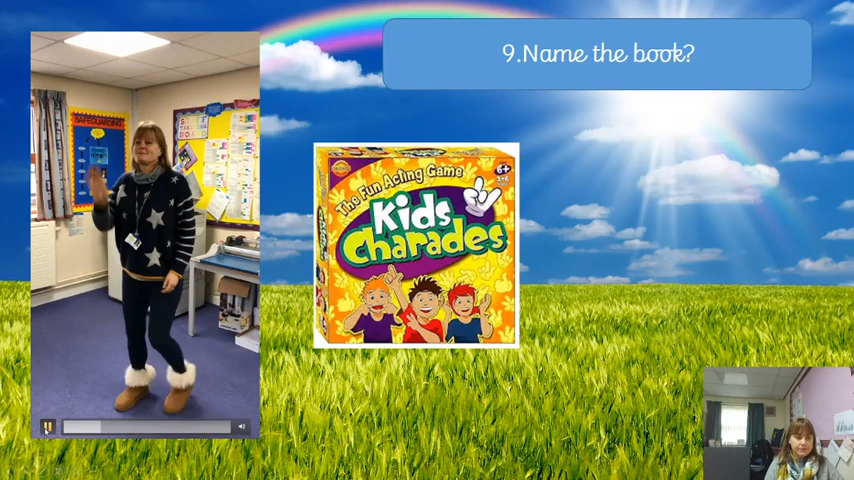 9.Name the book?
SAFEGUARDING
The Fun Acting Game
6+
Kids
Charades